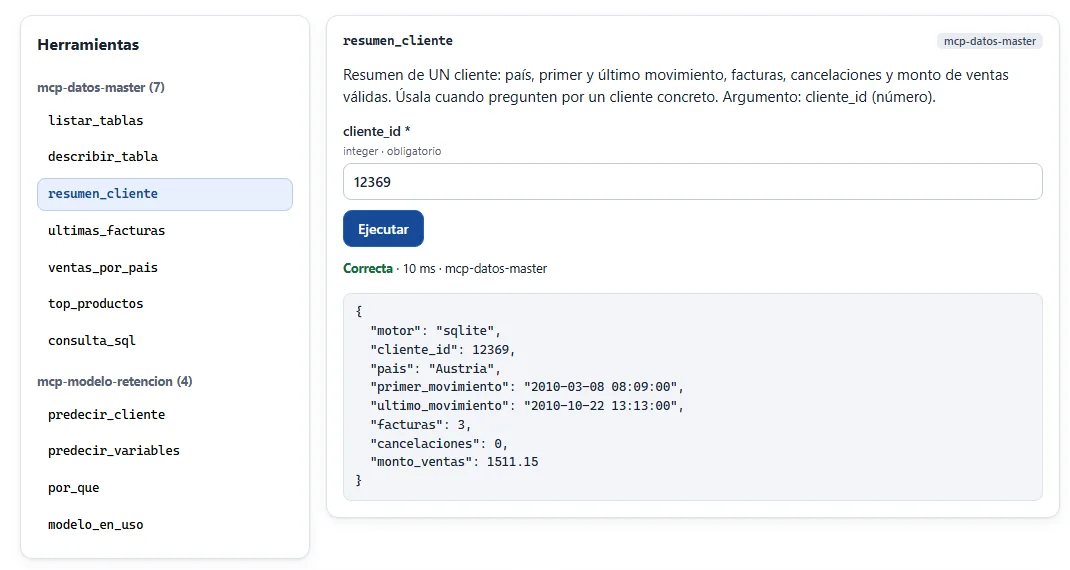 Herramientas
mcp-datos-master (7)
listar_tablas
describir_tabla
resumen_cliente
ultimas_facturas
ventas_por_pais
top_productos
consulta_sql
mcp-modelo-retencion (4)
predecir_cliente
predecir_variables
por_que
modelo_en_uso
resumen_cliente
mcp-datos-master
Resumen de UN cliente: país, primer y último movimiento, facturas, cancelaciones y monto de ventas
válidas. Úsala cuando pregunten por un cliente concreto. Argumento: cliente_id (número).
cliente_id *
integer · obligatorio
12369
Ejecutar
Correcta · 10 ms · mcp-datos-master
{
  "motor": "sqlite",
  "cliente_id": 12369,
  "pais": "Austria",
  "primer_movimiento": "2010-03-08 08:09:00",
  "ultimo_movimiento": "2010-10-22 13:13:00",
  "facturas": 3,
  "cancelaciones": 0,
  "monto_ventas": 1511.15
}